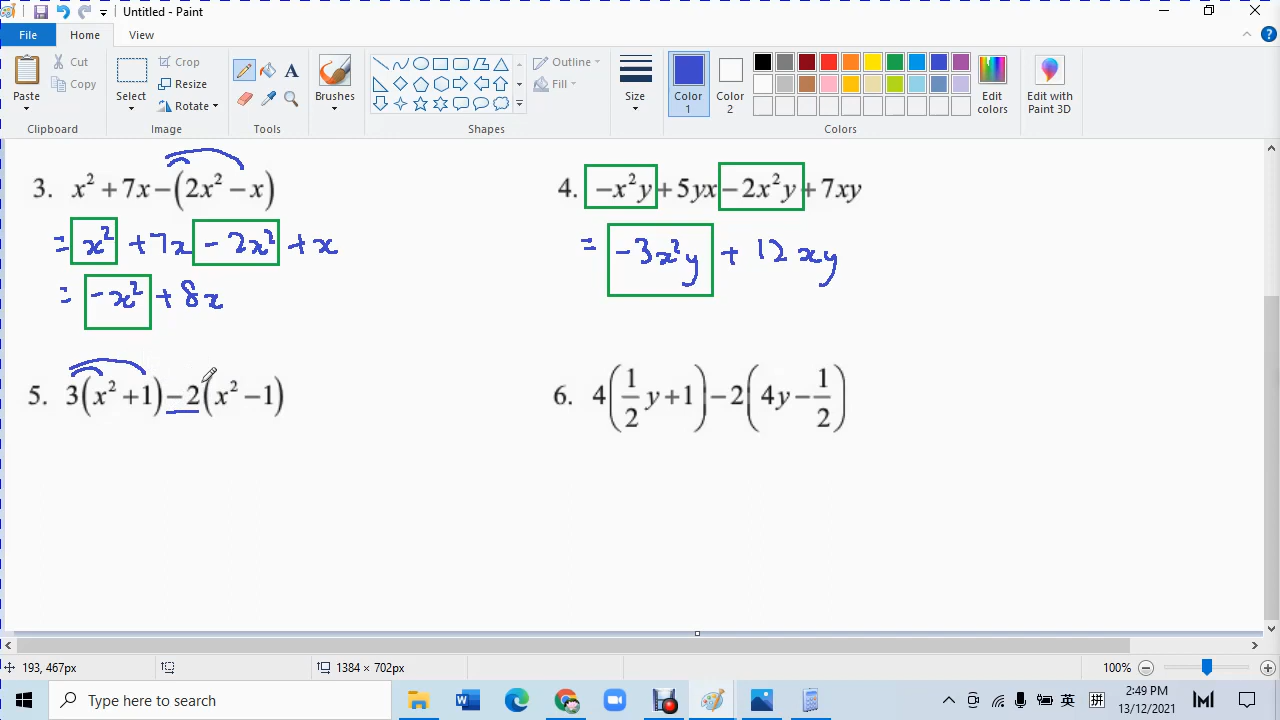 Untitled - Paint
File Home View
Paste Cut Copy
Clipboard
Select Crop Resize Rotate
Image
Tools
Brushes
Shapes
Outline
Fill
Size
Color 1
Color 2
Edit colors
Colors
Edit with Paint 3D
3. x² + 7x − (2x² − x)
= x² + 7x − 2x² + x
= −x² + 8x
4. −x²y + 5yx − 2x²y + 7xy
= −3x²y + 12xy
5. 3(x² + 1) − 2(x² − 1)
6. 4(1/2 y + 1) − 2(4y − 1/2)
193, 467px
1384 × 702px
100%
Type here to search
英 拼
2:49 PM
13/12/2021